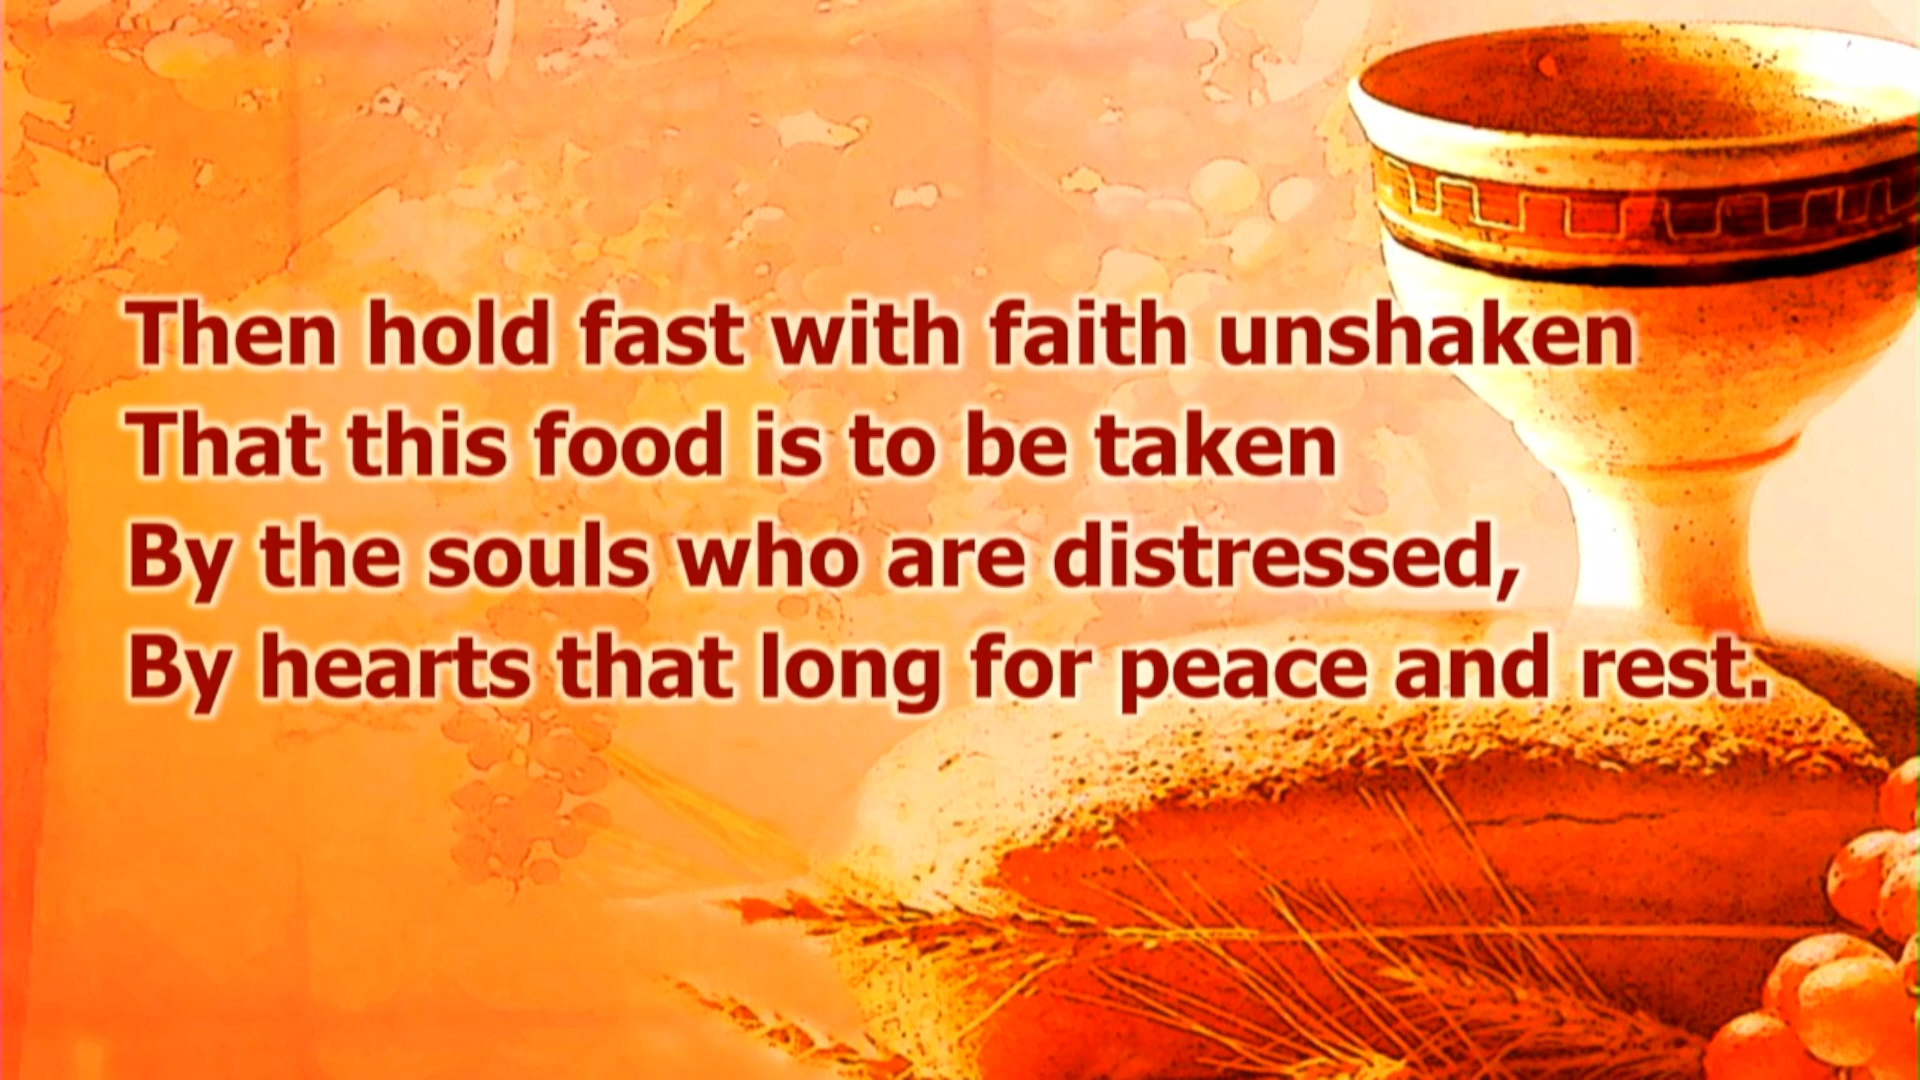 Then hold fast with faith unshaken
That this food is to be taken
By the souls who are distressed,
By hearts that long for peace and rest.